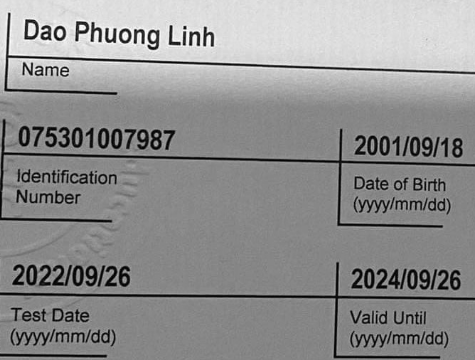 Dao Phuong Linh
Name
075301007987 2001/09/18
Identification Date of Birth
Number (yyyy/mm/dd)
2022/09/26 2024/09/26
Test Date Valid Until
(yyyy/mm/dd) (yyyy/mm/dd)